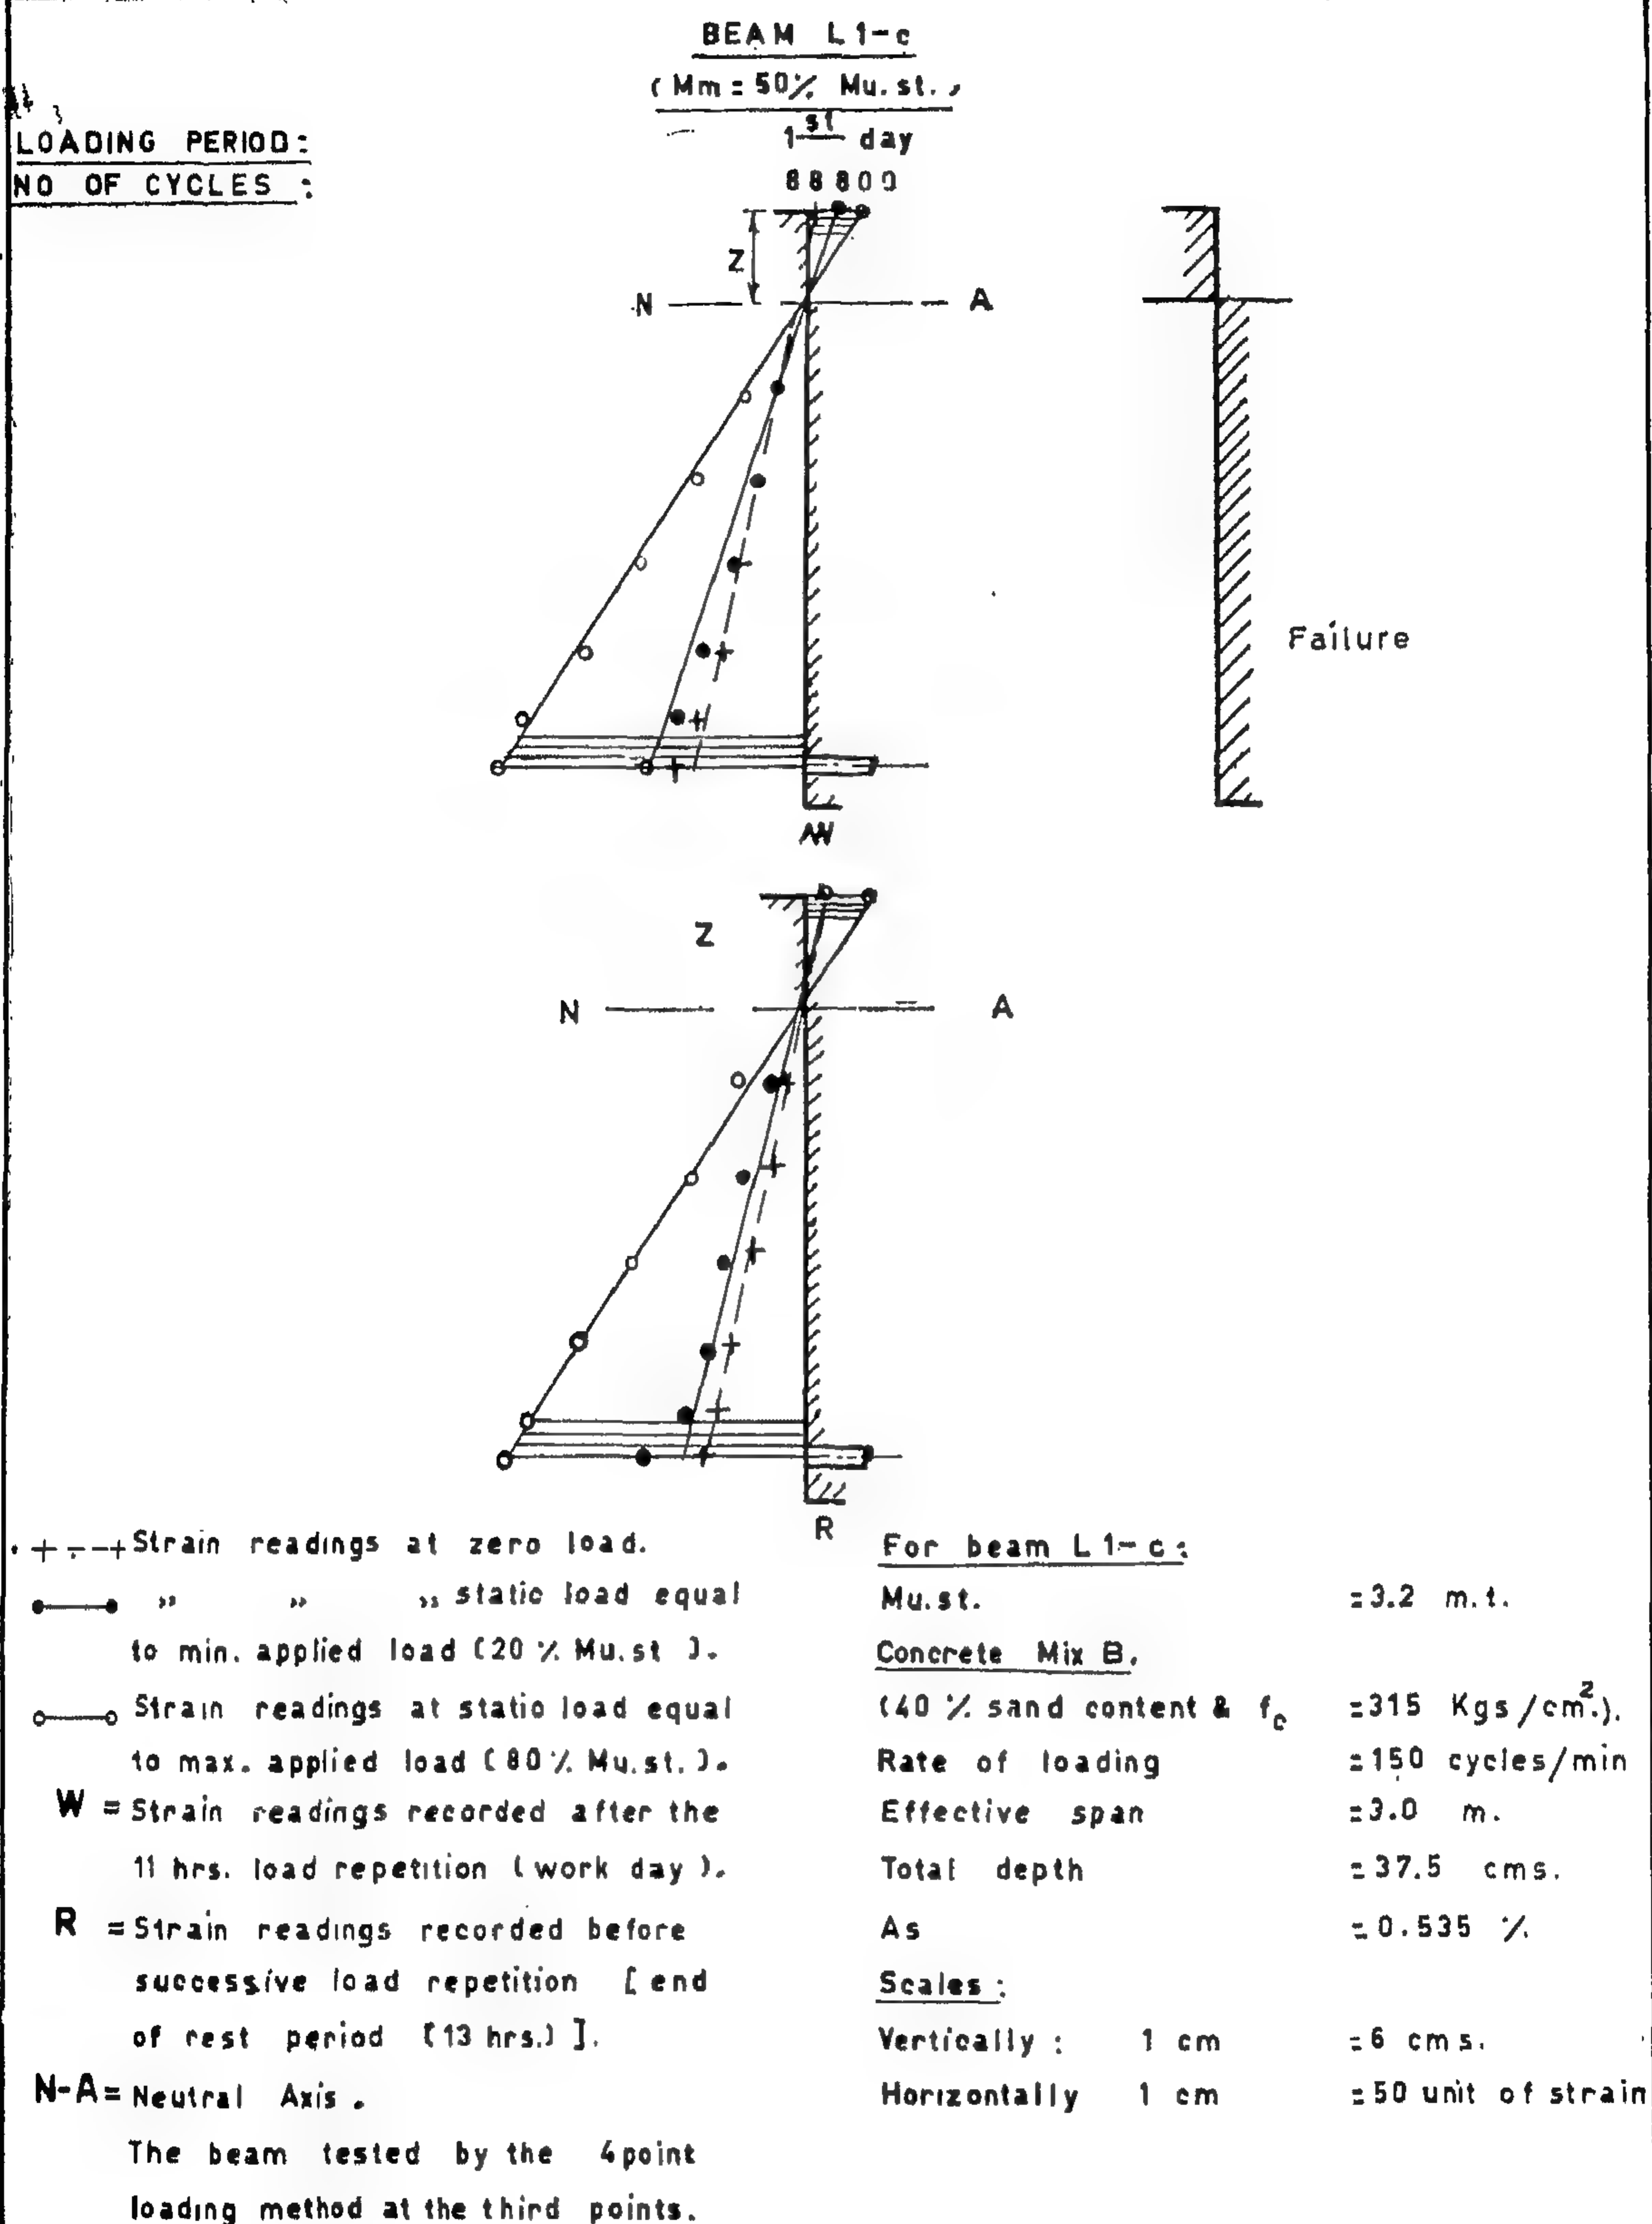 BEAM L1-c
(Mm = 50% Mu.st.,
LOADING PERIOD:
1st day
NO OF CYCLES :
88800
Z
N
A
Failure
W
Z
N
A
R
+--+ Strain readings at zero load.
" " " static load equal
to min. applied load (20 % Mu.st ).
Strain readings at static load equal
to max. applied load (80% Mu.st.).
W = Strain readings recorded after the
11 hrs. load repetition (work day).
R = Strain readings recorded before
successive load repetition [end
of rest period (13 hrs.)].
N-A = Neutral Axis.
The beam tested by the 4point
loading method at the third points.
For beam L1-c:
Mu.st. =3.2 m.t.
Concrete Mix B.
(40 % sand content & fc =315 Kgs/cm².).
Rate of loading =150 cycles/min
Effective span =3.0 m.
Total depth =37.5 cms.
As =0.535 %
Scales:
Vertically: 1 cm =6 cms.
Horizontally 1 cm =50 unit of strain